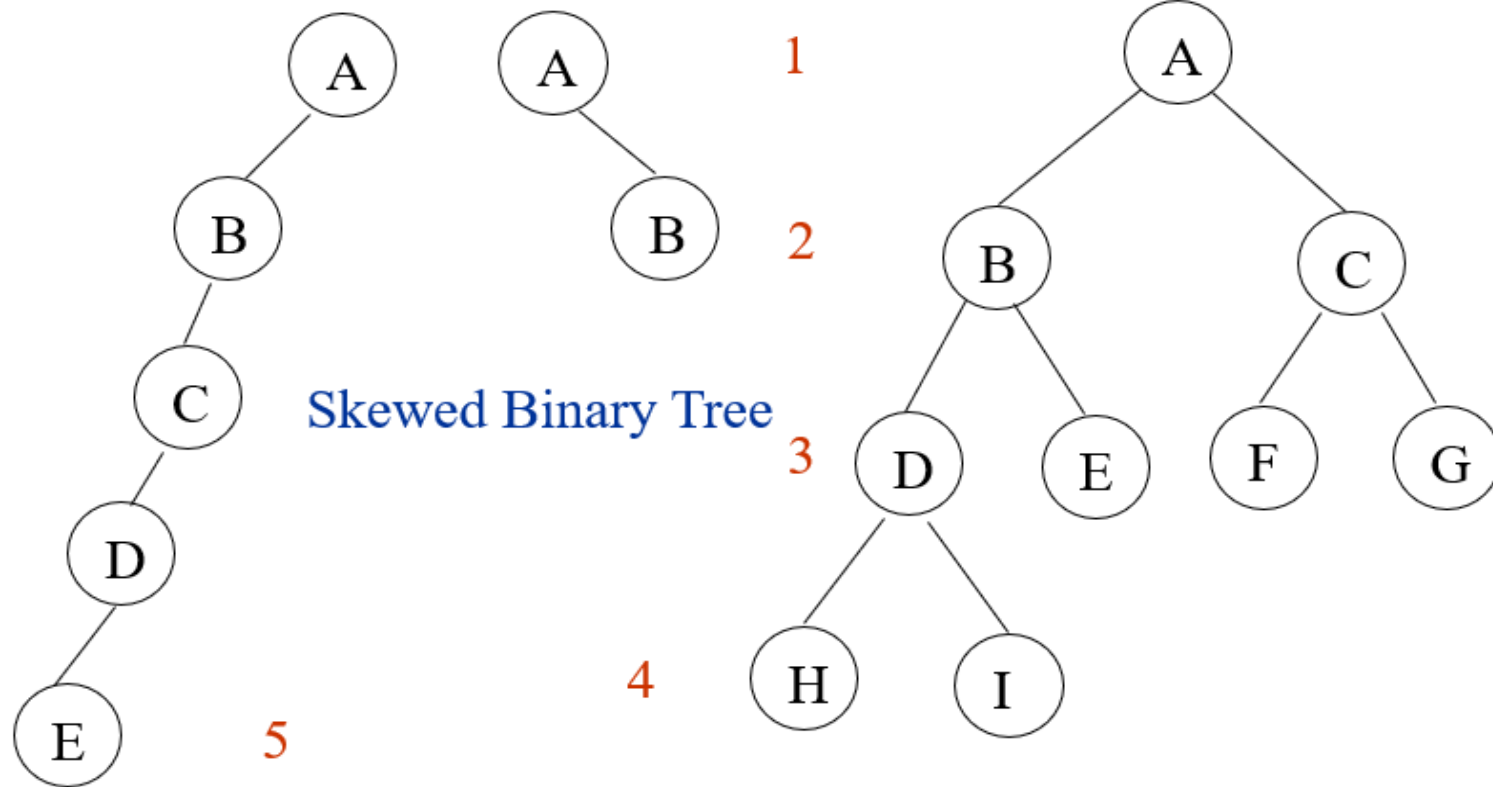 A A 1 A
B B 2 B C
C Skewed Binary Tree 3 D E F G
D
4 H I
E 5